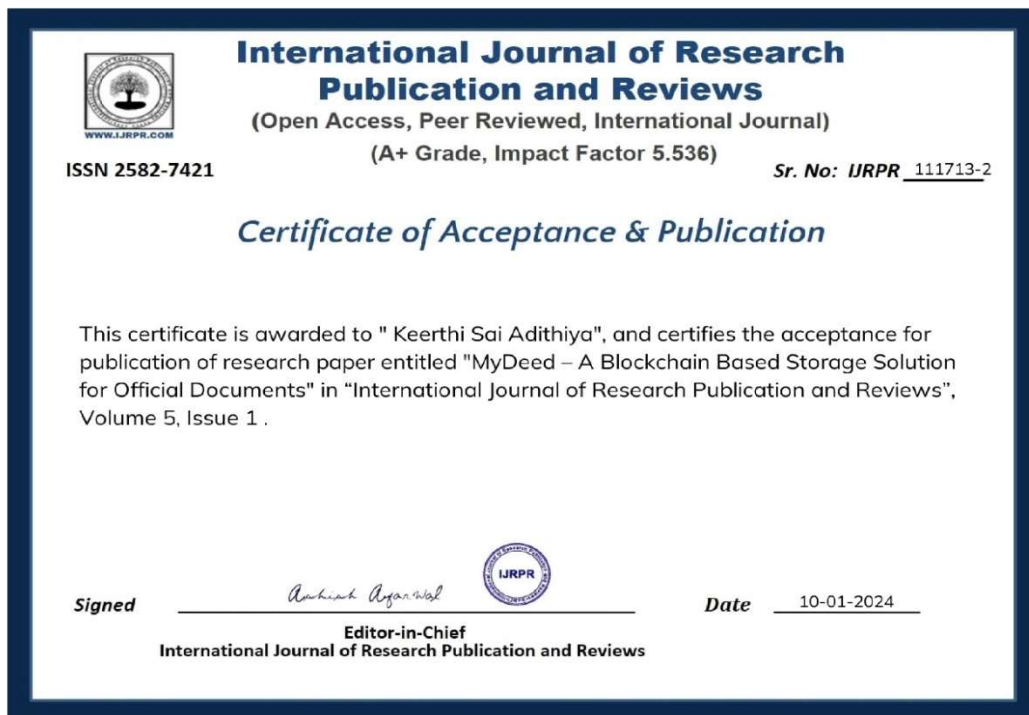 International Journal of Research
Publication and Reviews
(Open Access, Peer Reviewed, International Journal)
(A+ Grade, Impact Factor 5.536)
WWW.IJRPR.COM
ISSN 2582-7421
Sr. No: IJRPR 111713-2
Certificate of Acceptance & Publication
This certificate is awarded to " Keerthi Sai Adithiya", and certifies the acceptance for
publication of research paper entitled "MyDeed – A Blockchain Based Storage Solution
for Official Documents" in “International Journal of Research Publication and Reviews”,
Volume 5, Issue 1 .
IJRPR
Signed
Date 10-01-2024
Editor-in-Chief
International Journal of Research Publication and Reviews